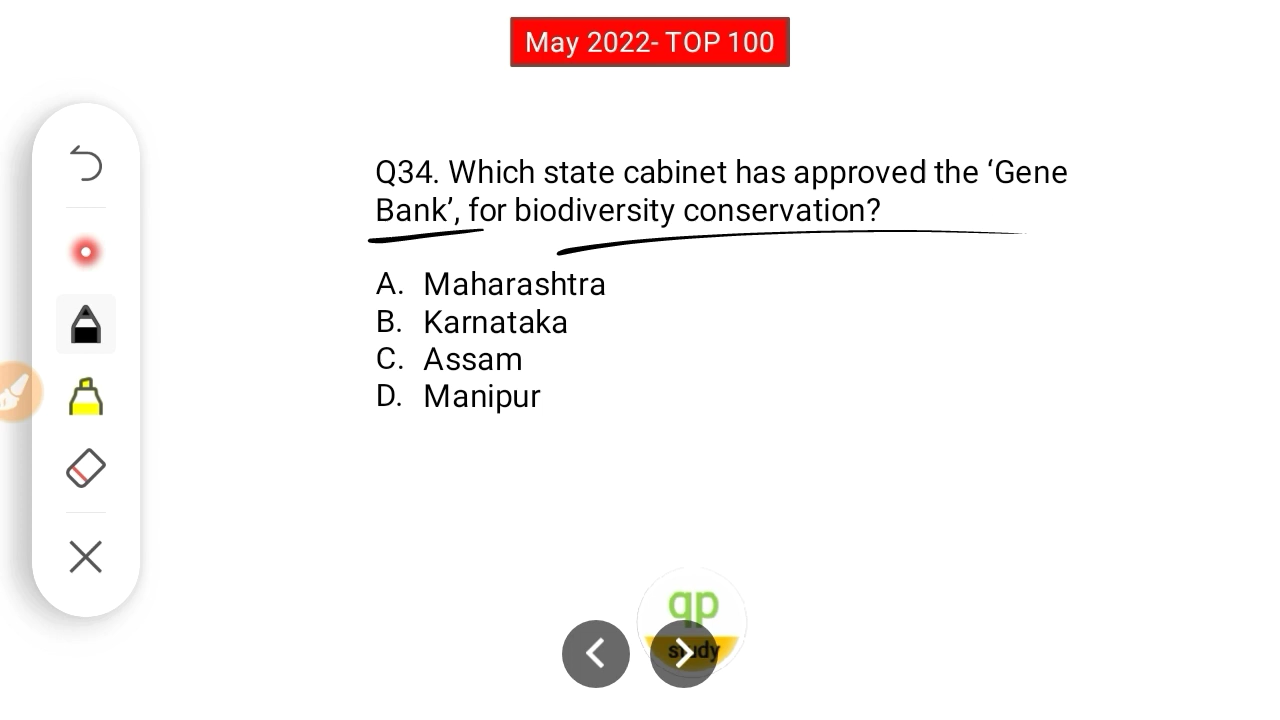 May 2022- TOP 100
Q34. Which state cabinet has approved the ‘Gene
Bank’, for biodiversity conservation?
A. Maharashtra
B. Karnataka
C. Assam
D. Manipur
qp
study